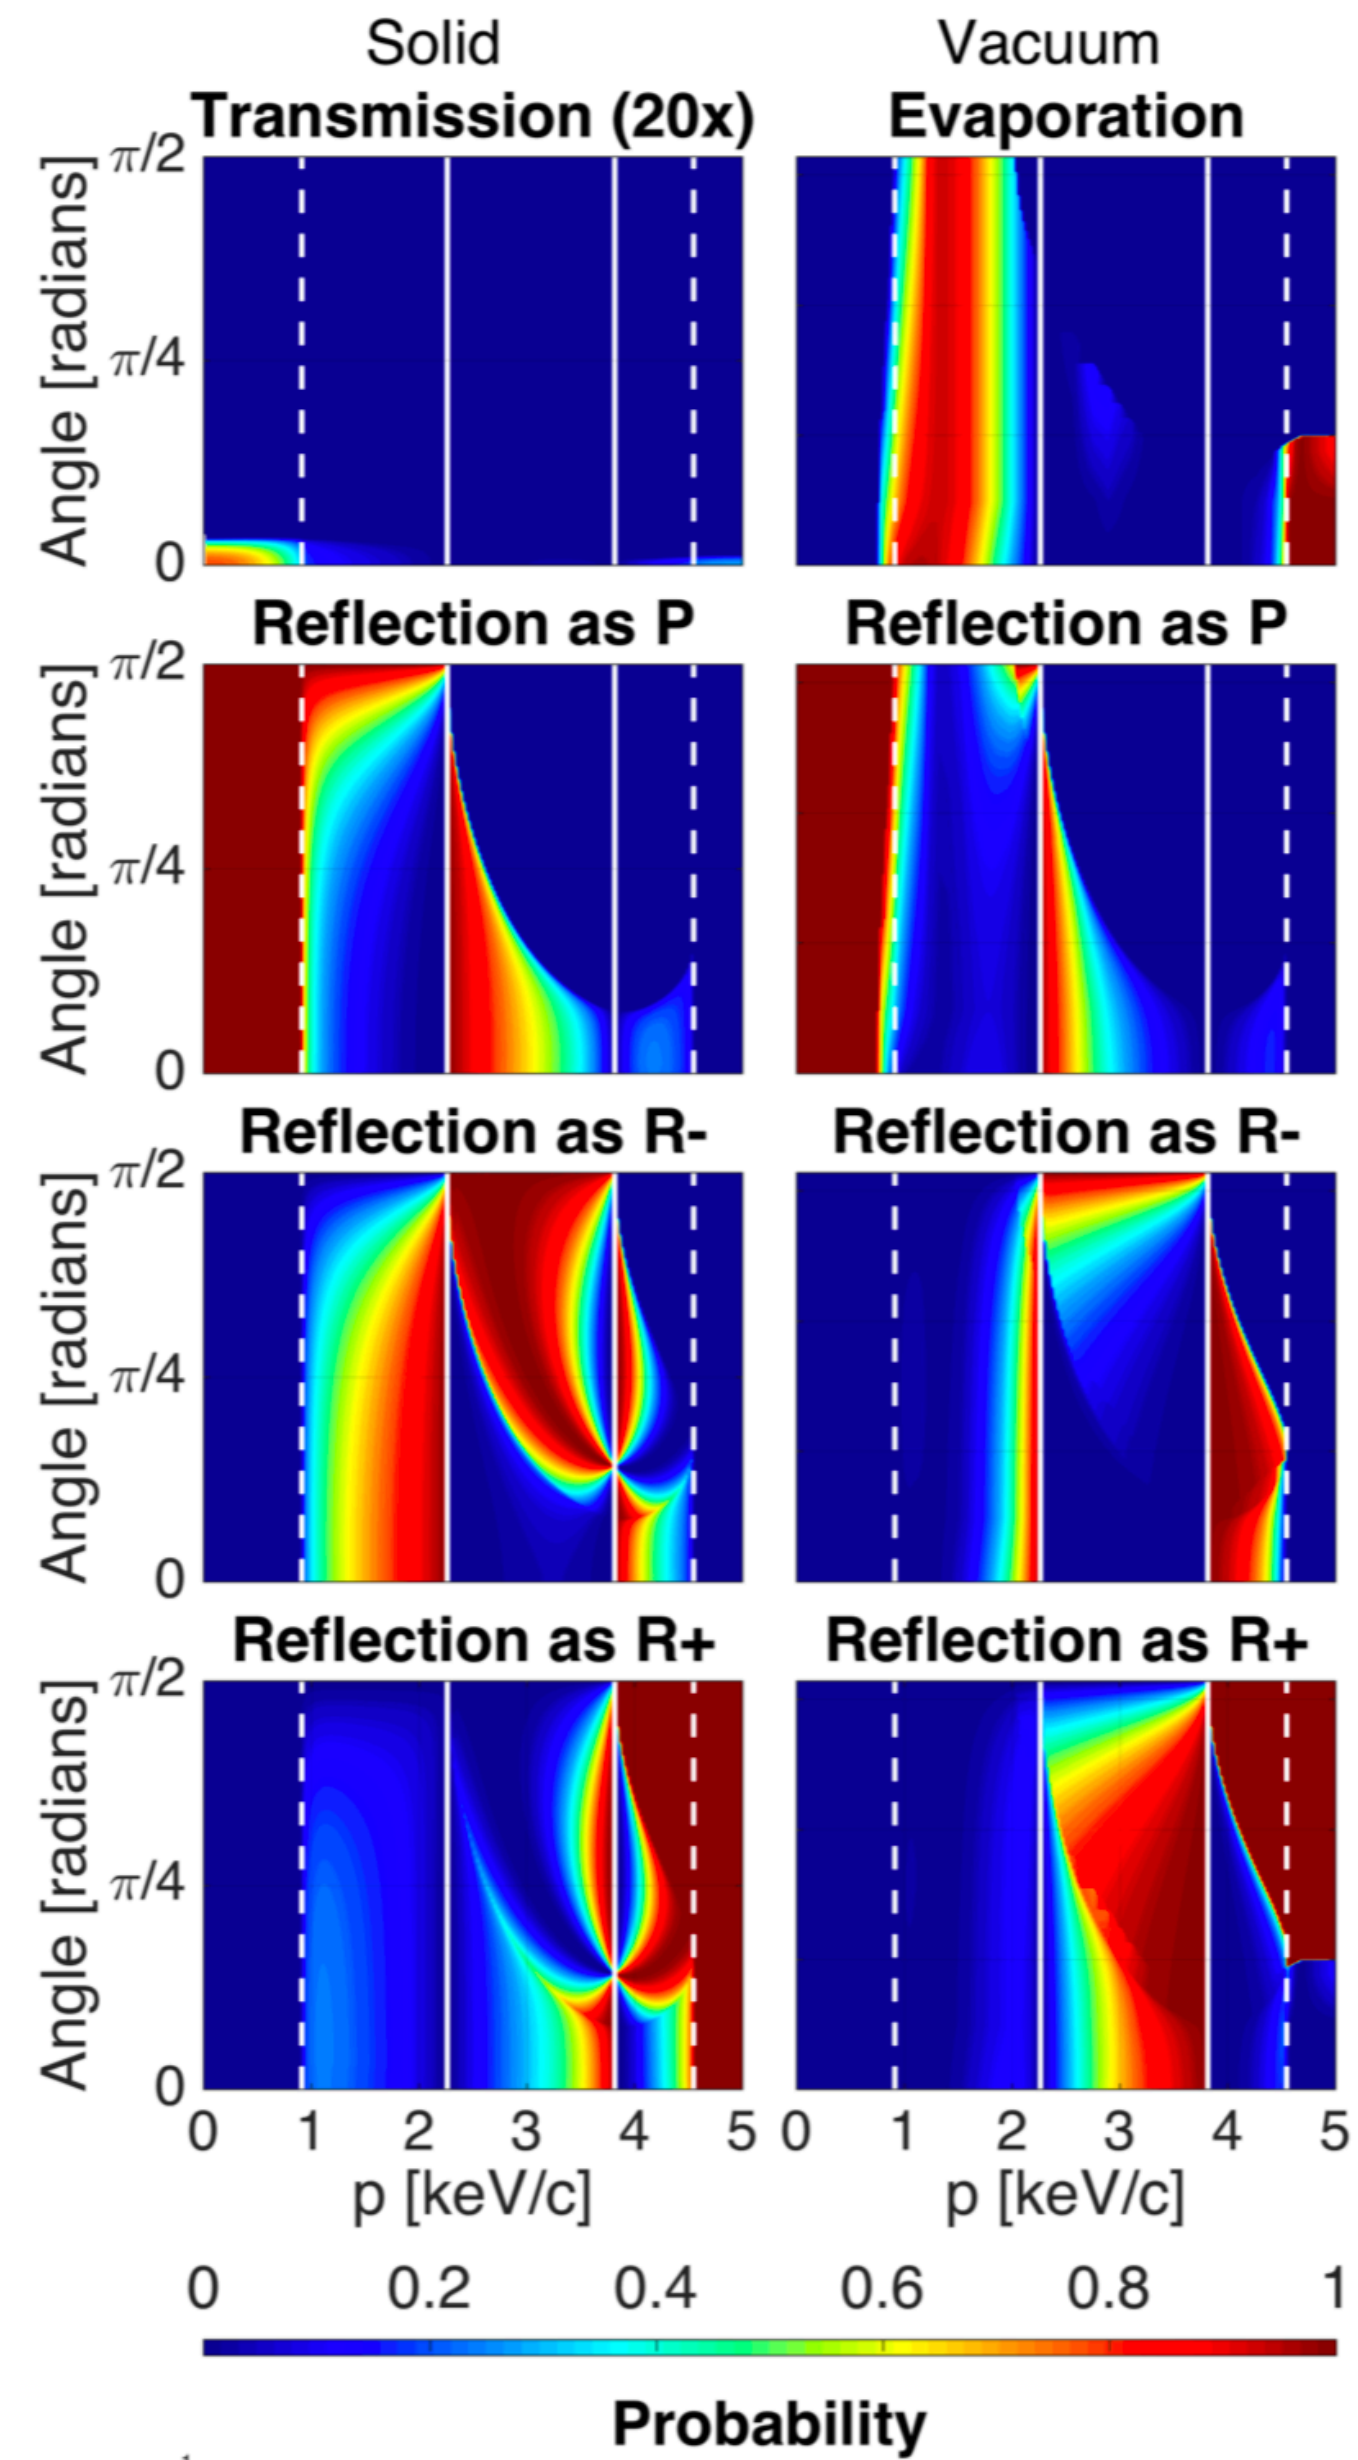 Solid Vacuum
Transmission (20x) Evaporation
Angle [radians] π/2 π/4 0
Reflection as P Reflection as P
Angle [radians] π/2 π/4 0
Reflection as R- Reflection as R-
Angle [radians] π/2 π/4 0
Reflection as R+ Reflection as R+
Angle [radians] π/2 π/4 0
0 1 2 3 4 5 0 1 2 3 4 5
p [keV/c] p [keV/c]
0 0.2 0.4 0.6 0.8 1
Probability